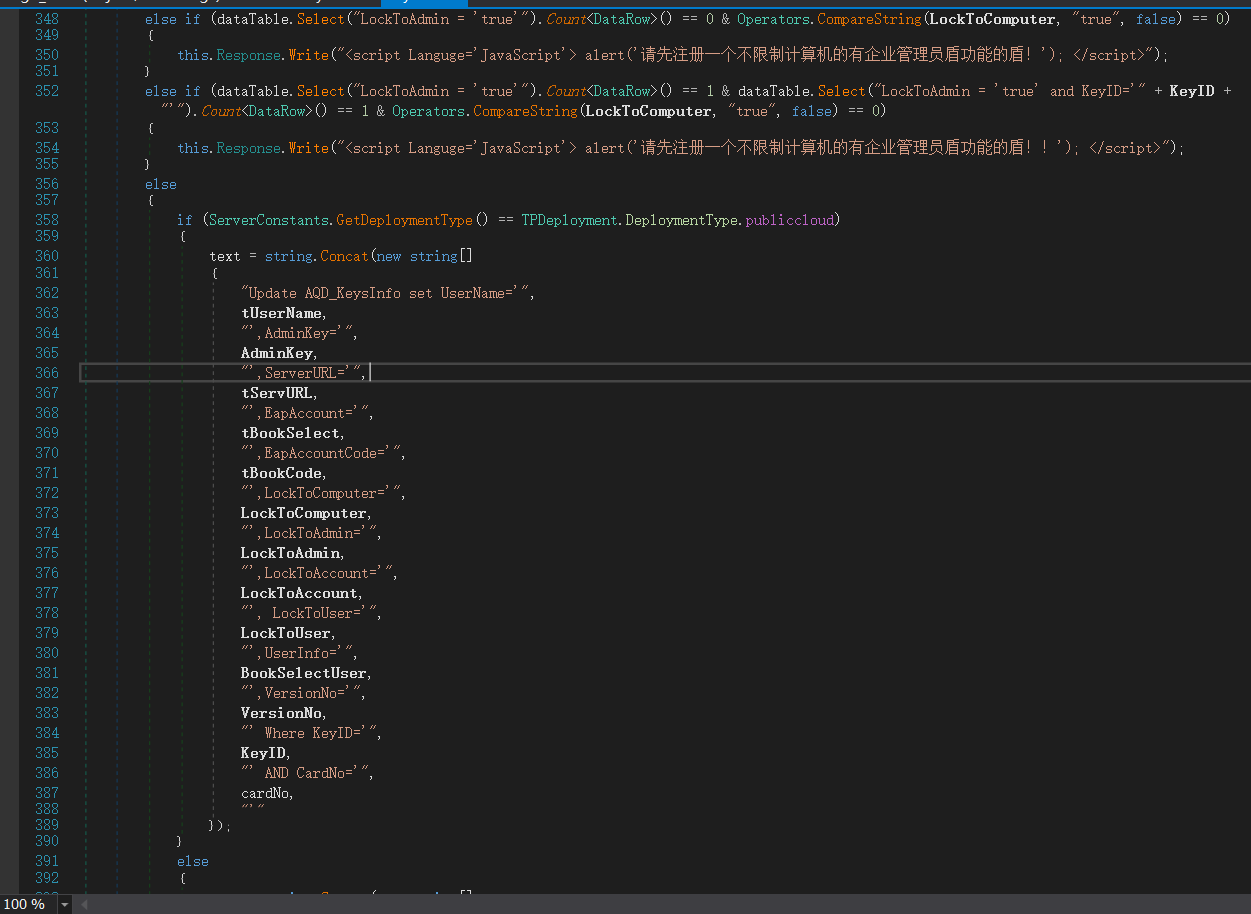 348 else if (dataTable.Select("LockToAdmin = 'true'").Count<DataRow>() == 0 & Operators.CompareString(LockToComputer, "true", false) == 0)
349 {
350 this.Response.Write("<script Languge='JavaScript'> alert('请先注册一个不限制计算机的有企业管理员盾功能的盾！'); </script>");
351 }
352 else if (dataTable.Select("LockToAdmin = 'true'").Count<DataRow>() == 1 & dataTable.Select("LockToAdmin = 'true' and KeyID='" + KeyID +
"'").Count<DataRow>() == 1 & Operators.CompareString(LockToComputer, "true", false) == 0)
353 {
354 this.Response.Write("<script Languge='JavaScript'> alert('请先注册一个不限制计算机的有企业管理员盾功能的盾！！'); </script>");
355 }
356 else
357 {
358 if (ServerConstants.GetDeploymentType() == TPDeployment.DeploymentType.publiccloud)
359 {
360 text = string.Concat(new string[]
361 {
362 "Update AQD_KeysInfo set UserName='",
363 tUserName,
364 "',AdminKey='",
365 AdminKey,
366 "',ServerURL='",
367 tServURL,
368 "',EapAccount='",
369 tBookSelect,
370 "',EapAccountCode='",
371 tBookCode,
372 "',LockToComputer='",
373 LockToComputer,
374 "',LockToAdmin='",
375 LockToAdmin,
376 "',LockToAccount='",
377 LockToAccount,
378 "', LockToUser='",
379 LockToUser,
380 "',UserInfo='",
381 BookSelectUser,
382 "',VersionNo='",
383 VersionNo,
384 "' Where KeyID='",
385 KeyID,
386 "' AND CardNo='",
387 cardNo,
388 "'"
389 });
390 }
391 else
392 {
100 %